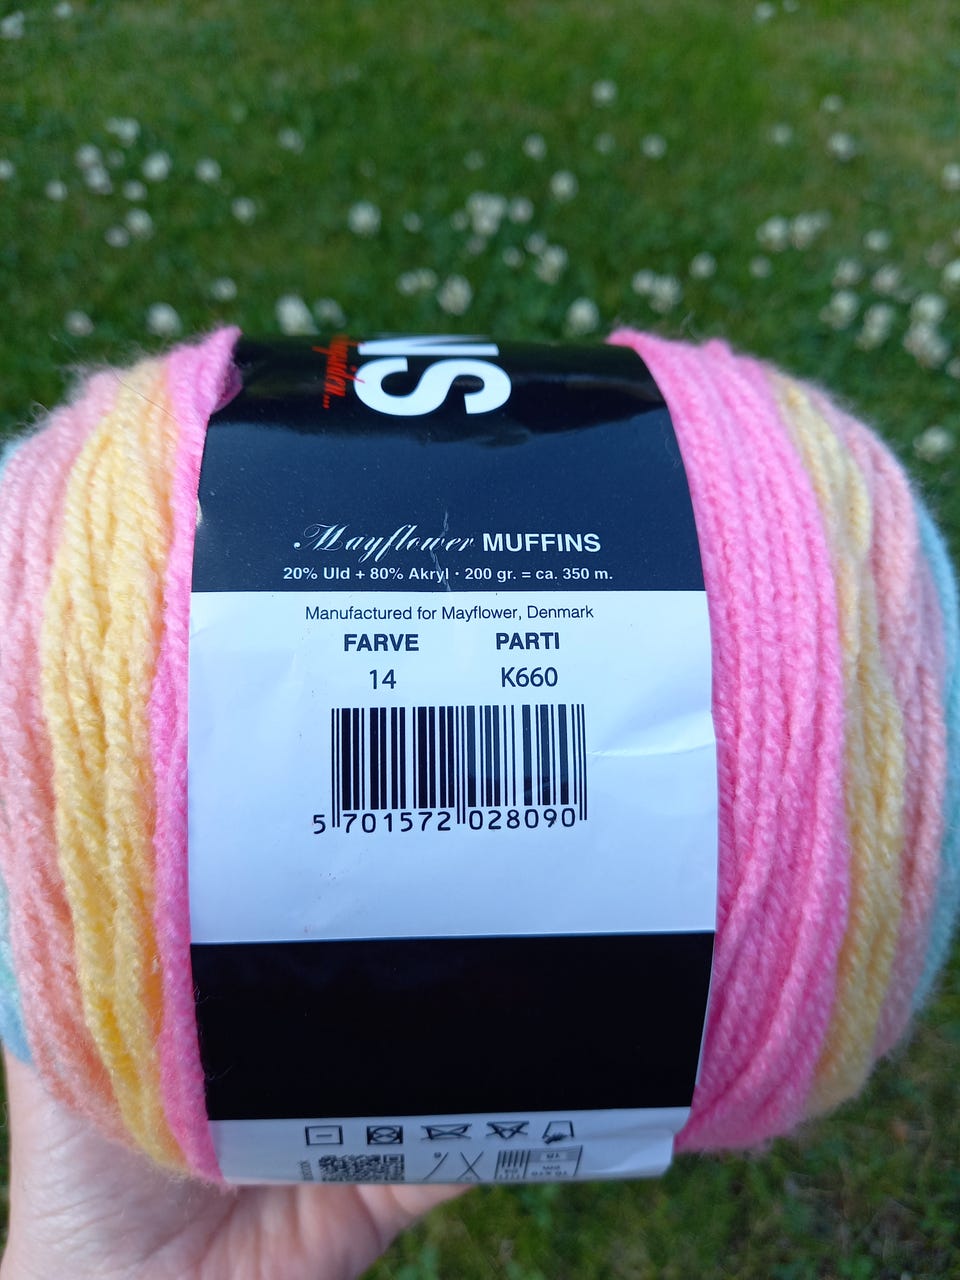 NS
Mayflower MUFFINS
20% Uld + 80% Akryl · 200 gr. = ca. 350 m.
Manufactured for Mayflower, Denmark
FARVE PARTI
14 K660
5 701572 028090